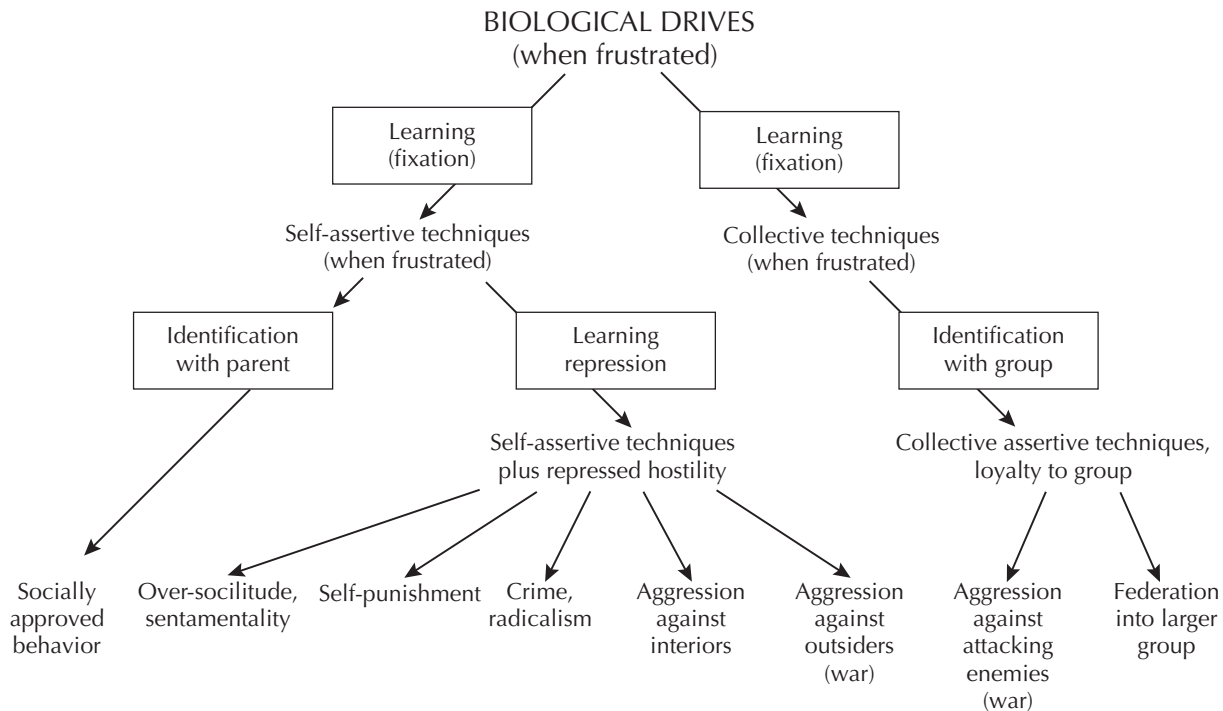 BIOLOGICAL DRIVES
(when frustrated)
Learning
(fixation)
Learning
(fixation)
Self-assertive techniques
(when frustrated)
Collective techniques
(when frustrated)
Identification
with parent
Learning
repression
Identification
with group
Self-assertive techniques
plus repressed hostility
Collective assertive techniques,
loyalty to group
Socially
approved
behavior
Over-socilitude,
sentamentality
Self-punishment
Crime,
radicalism
Aggression
against
interiors
Aggression
against
outsiders
(war)
Aggression
against
attacking
enemies
(war)
Federation
into larger
group